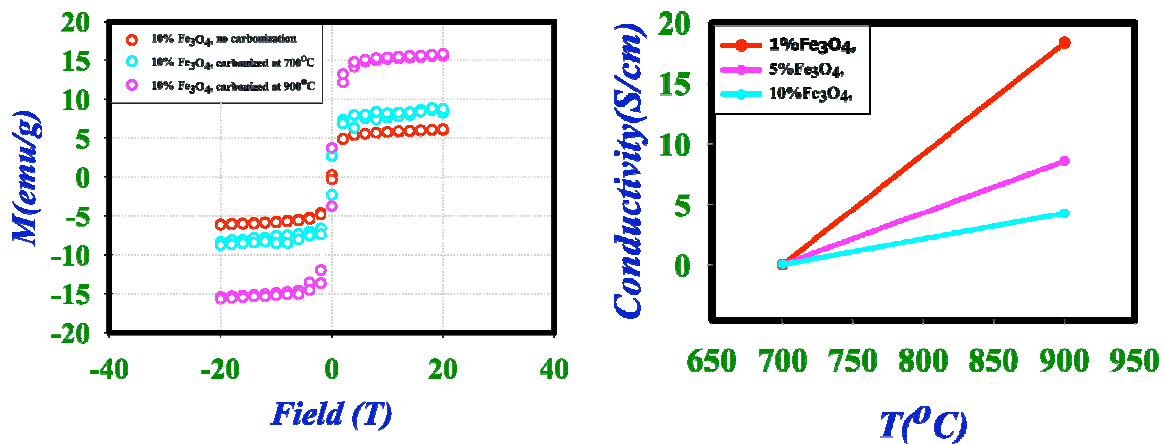 20
15
10
5
0
-5
-10
-15
-20
M(emu/g)
10% Fe3O4, no carbonization
10% Fe3O4, carbonized at 700°C
10% Fe3O4, carbonized at 900°C
-40 -20 0 20 40
Field (T)
20
15
10
5
0
Conductivity(S/cm)
1%Fe3O4,
5%Fe3O4,
10%Fe3O4,
650 700 750 800 850 900 950
T(°C)